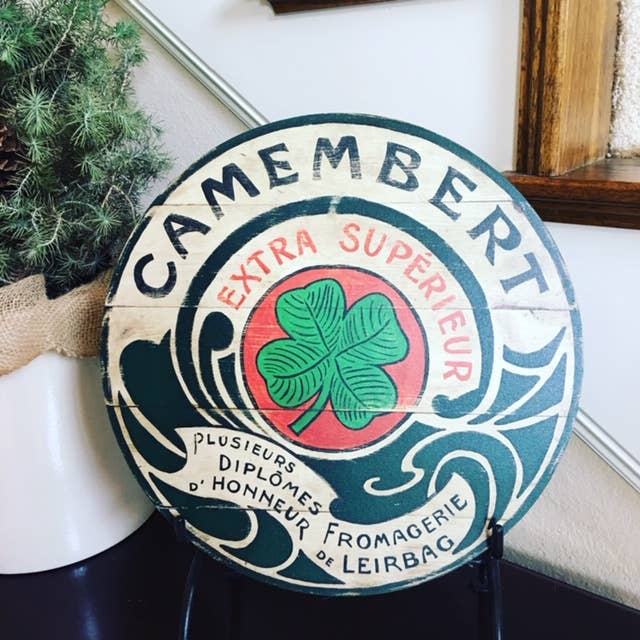 CAMEMBERT
EXTRA SUPÉRIEUR
PLUSIEURS
DIPLÔMES
D'HONNEUR
FROMAGERIE
DE LEIRBAG